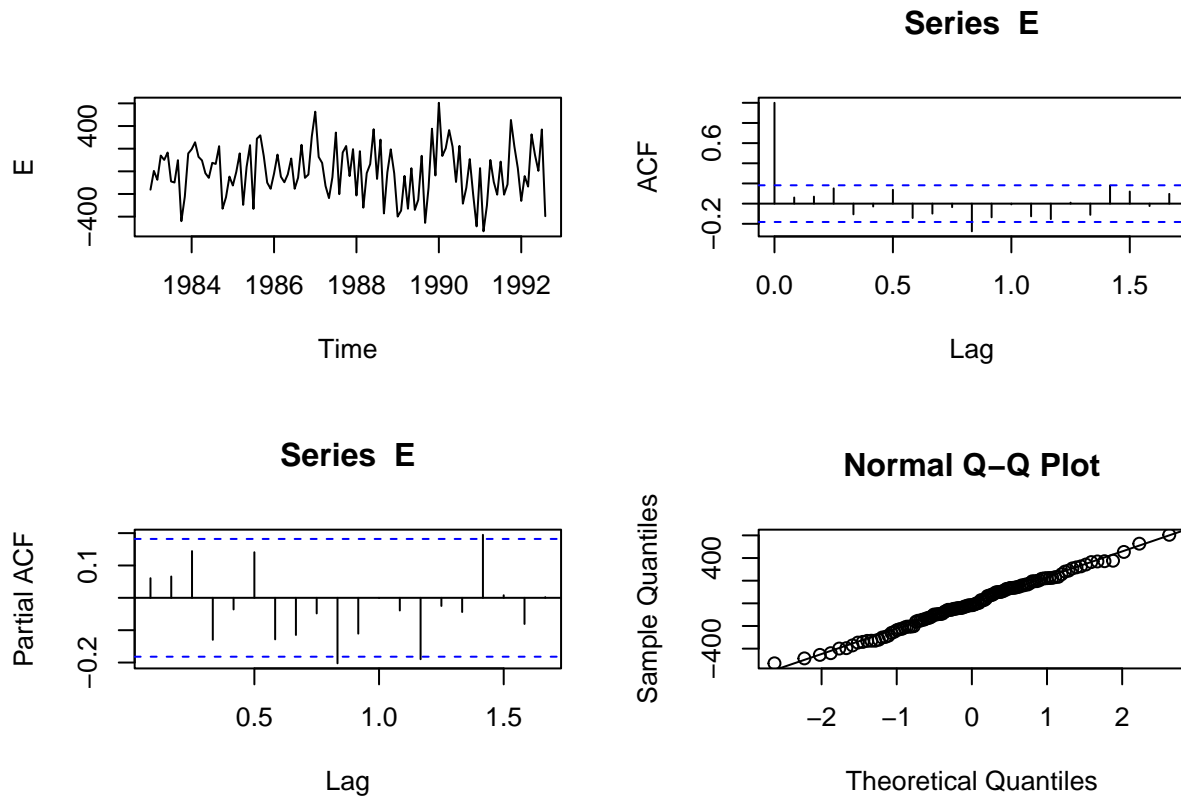 E
400
−400
1984 1986 1988 1990 1992
Time
Series E
ACF
0.6
−0.2
0.0 0.5 1.0 1.5
Lag
Series E
Partial ACF
0.1
−0.2
0.5 1.0 1.5
Lag
Normal Q−Q Plot
Sample Quantiles
400
−400
−2 −1 0 1 2
Theoretical Quantiles